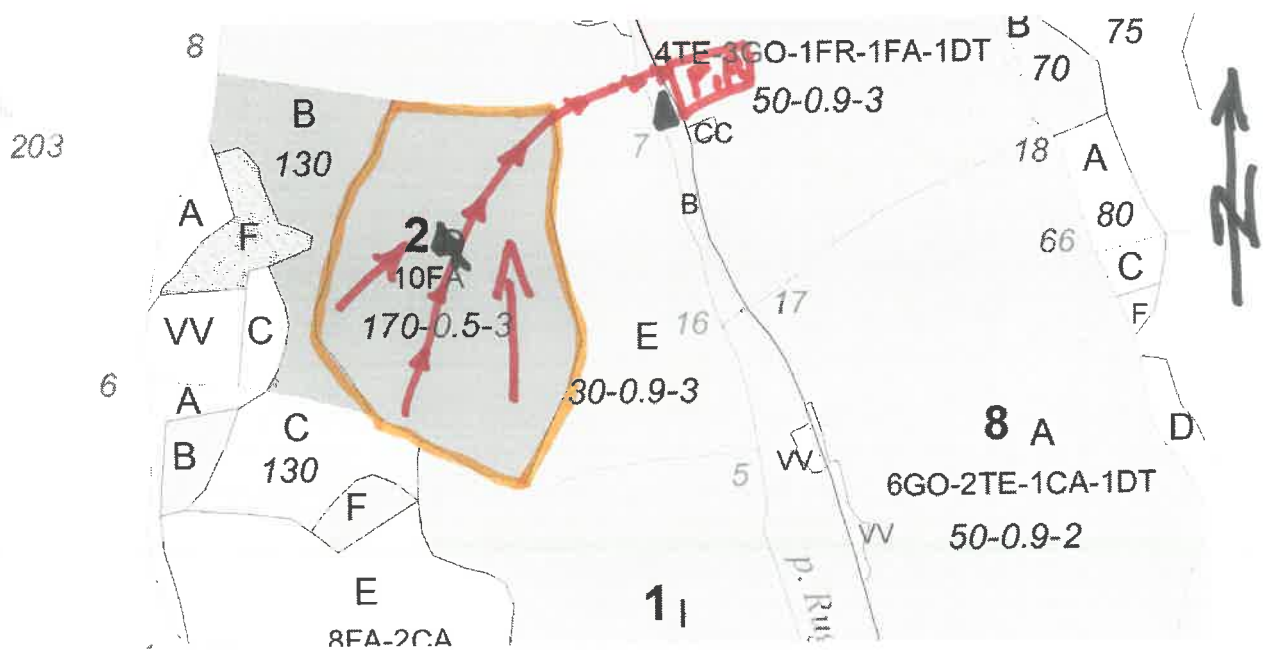 8
B
75
4TE-3GO-1FR-1FA-1DT
70
50-0.9-3
B
130
203
7
CC
18
A
A
F
2
10FA
170-0.5-3
B
80
66
C
F
VV
C
16
17
E
30-0.9-3
6
A
B
C
130
F
5
VV
8 A
6GO-2TE-1CA-1DT
50-0.9-2
D
VV
E
8FA-2CA
1 I
p. Rug